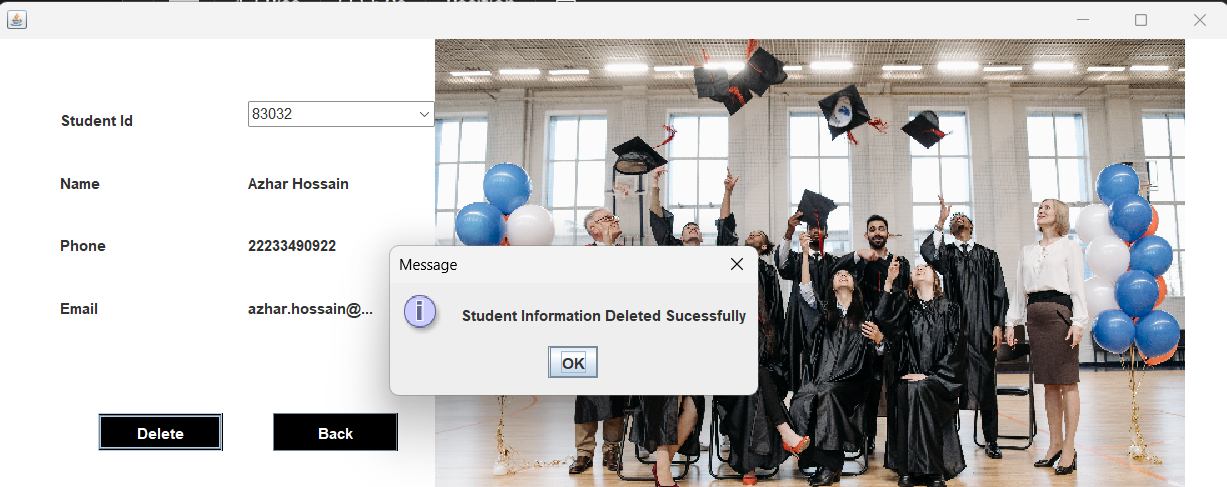 Student Id
83032
Name
Azhar Hossain
Phone
22233490922
Email
azhar.hossain@...
Message
Student Information Deleted Sucessfully
OK
Delete
Back